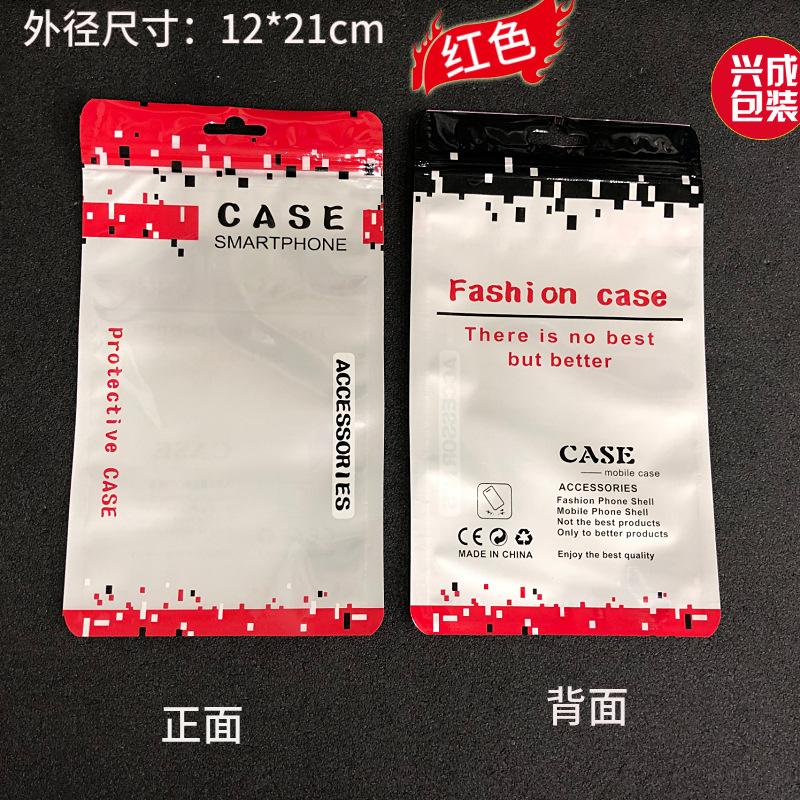 外径尺寸：12*21cm
红色
兴成
包装
CASE
SMARTPHONE
Protective CASE
ACCESSORIES
Fashion case
There is no best
but better
CASE
mobile case
ACCESSORIES
Fashion Phone Shell
Mobile Phone Shell
Not the best products
Only to better products
Enjoy the best quality
CE
MADE IN CHINA
正面
背面